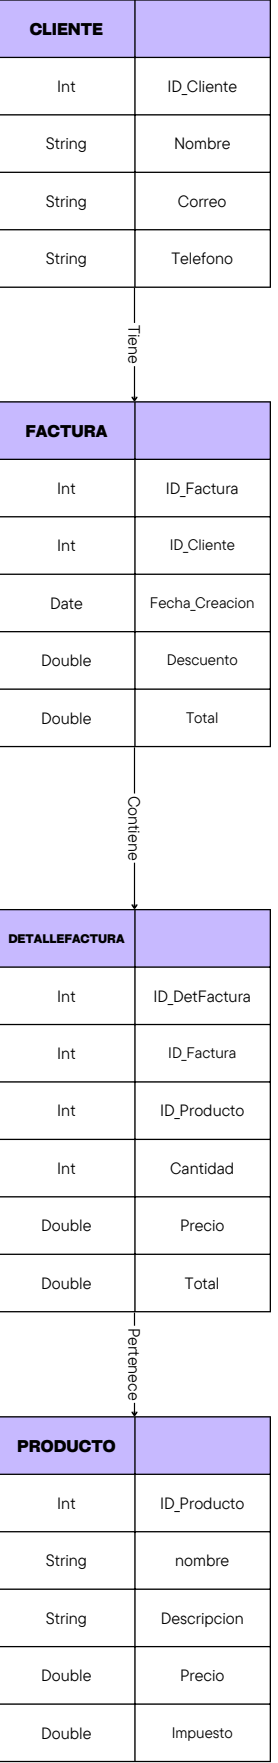 CLIENTE
Int ID_Cliente
String Nombre
String Correo
String Telefono
Tiene
FACTURA
Int ID_Factura
Int ID_Cliente
Date Fecha_Creacion
Double Descuento
Double Total
Contiene
DETALLEFACTURA
Int ID_DetFactura
Int ID_Factura
Int ID_Producto
Int Cantidad
Double Precio
Double Total
Pertenece
PRODUCTO
Int ID_Producto
String nombre
String Descripcion
Double Precio
Double Impuesto